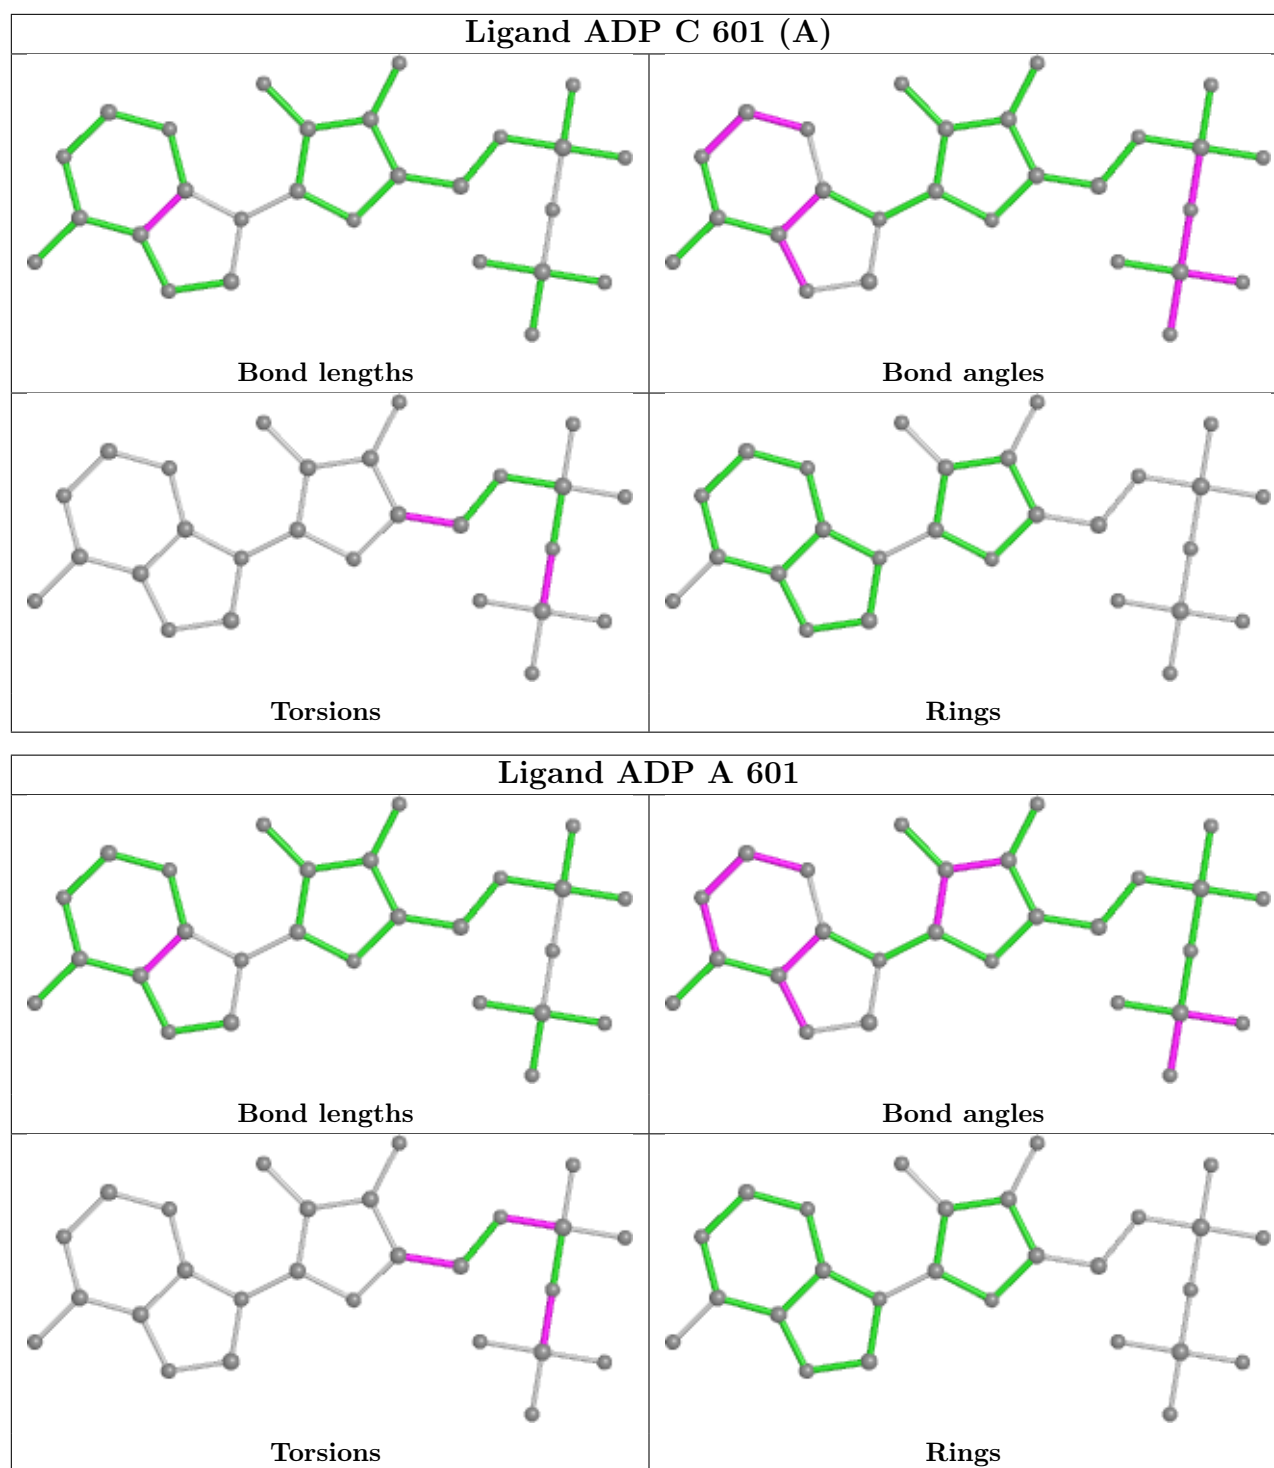 Ligand ADP C 601 (A)
Bond lengths
Bond angles
Torsions
Rings
Ligand ADP A 601
Bond lengths
Bond angles
Torsions
Rings